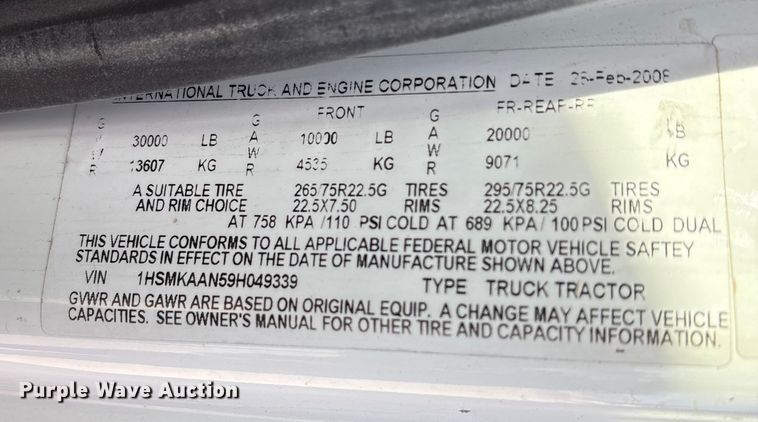 INTERNATIONAL TRUCK AND ENGINE CORPORATION DATE 26-Feb-2008
FRONT FR-REAR-RR
G 30000 LB G 10000 LB G 20000 LB
A A
W W W
R 13607 KG R 4535 KG R 9071 KG
A SUITABLE TIRE 265/75R22.5G TIRES 295/75R22.5G TIRES
AND RIM CHOICE 22.5X7.50 RIMS 22.5X8.25 RIMS
AT 758 KPA /110 PSI COLD AT 689 KPA / 100 PSI COLD DUAL
THIS VEHICLE CONFORMS TO ALL APPLICABLE FEDERAL MOTOR VEHICLE SAFTEY
STANDARDS IN EFFECT ON THE DATE OF MANUFACTURE SHOWN ABOVE.
VIN 1HSMKAAN59H049339 TYPE TRUCK TRACTOR
GVWR AND GAWR ARE BASED ON ORIGINAL EQUIP. A CHANGE MAY AFFECT VEHICLE
CAPACITIES. SEE OWNER'S MANUAL FOR OTHER TIRE AND CAPACITY INFORMATION.
Purple Wave Auction